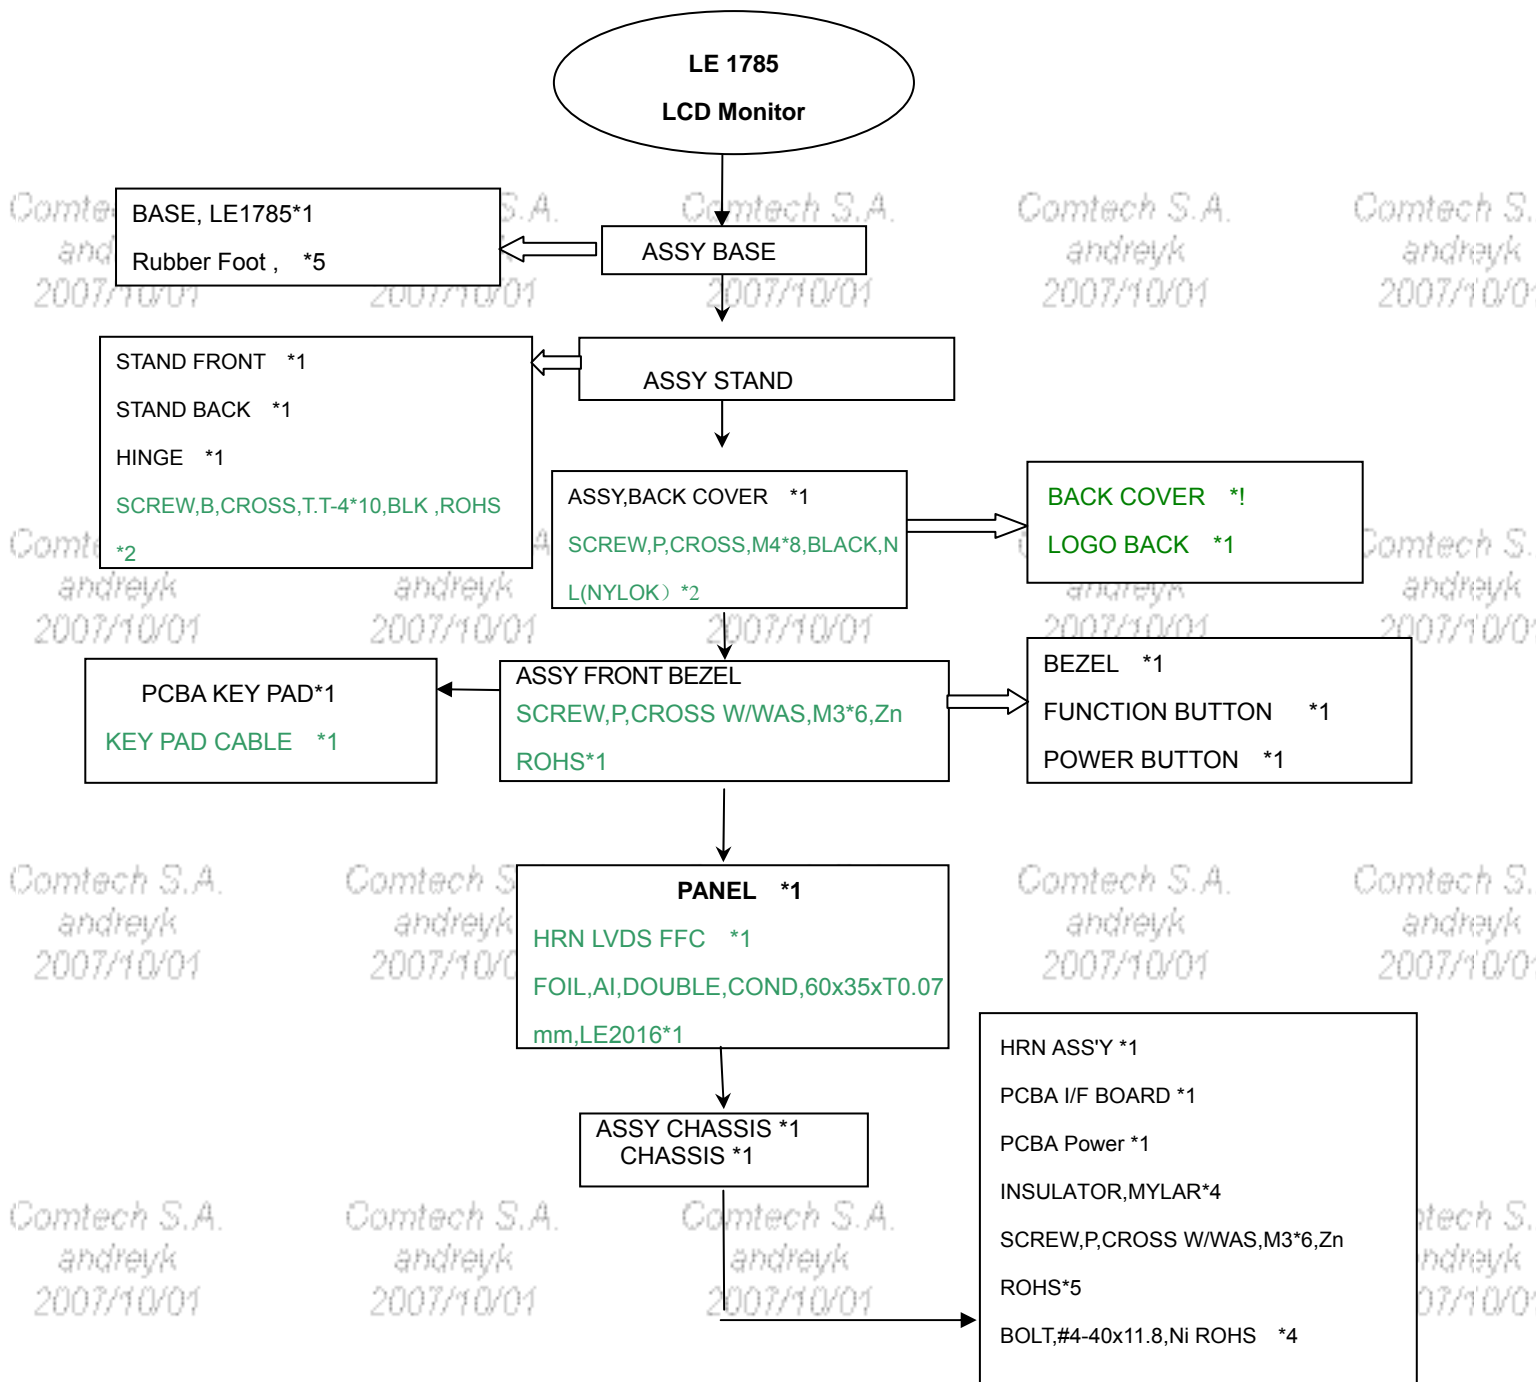 LE 1785
LCD Monitor
BASE, LE1785*1
Rubber Foot , *5
ASSY BASE
STAND FRONT *1
STAND BACK *1
HINGE *1
SCREW,B,CROSS,T.T-4*10,BLK ,ROHS
*2
ASSY STAND
ASSY,BACK COVER *1
SCREW,P,CROSS,M4*8,BLACK,N
L(NYLOK）*2
BACK COVER *!
LOGO BACK *1
PCBA KEY PAD*1
KEY PAD CABLE *1
ASSY FRONT BEZEL
SCREW,P,CROSS W/WAS,M3*6,Zn
ROHS*1
BEZEL *1
FUNCTION BUTTON *1
POWER BUTTON *1
PANEL *1
HRN LVDS FFC *1
FOIL,AI,DOUBLE,COND,60x35xT0.07
mm,LE2016*1
ASSY CHASSIS *1
CHASSIS *1
HRN ASS'Y *1
PCBA I/F BOARD *1
PCBA Power *1
INSULATOR,MYLAR*4
SCREW,P,CROSS W/WAS,M3*6,Zn
ROHS*5
BOLT,#4-40x11.8,Ni ROHS *4
Comtech S.A.
andreyk
2007/10/01